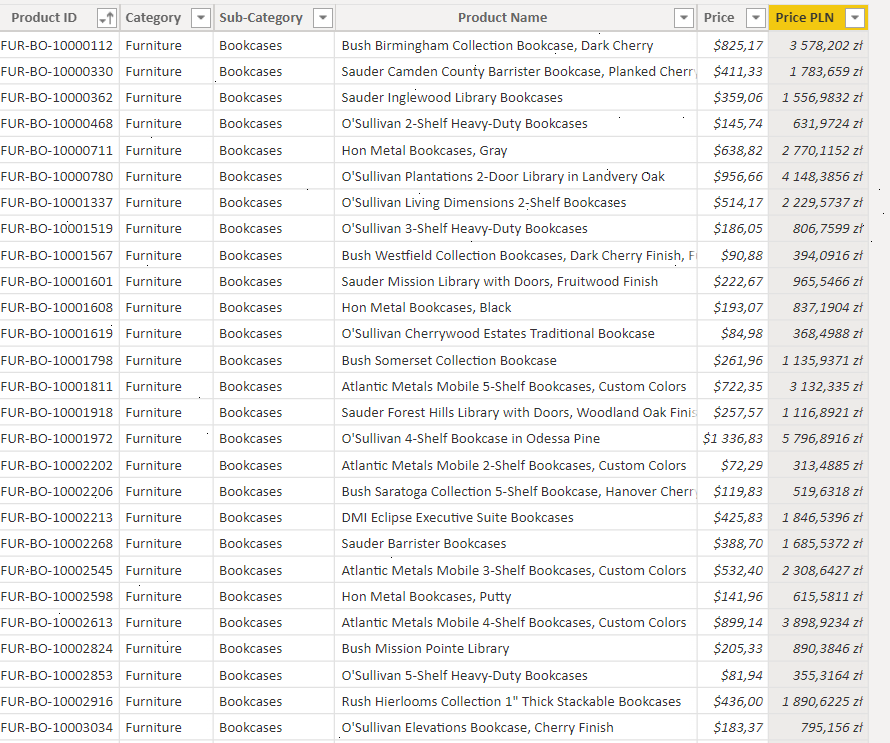 Product ID Category Sub-Category Product Name Price Price PLN
FUR-BO-10000112 Furniture Bookcases Bush Birmingham Collection Bookcase, Dark Cherry $825,17 3 578,202 zł
FUR-BO-10000330 Furniture Bookcases Sauder Camden County Barrister Bookcase, Planked Cherr $411,33 1 783,659 zł
FUR-BO-10000362 Furniture Bookcases Sauder Inglewood Library Bookcases $359,06 1 556,9832 zł
FUR-BO-10000468 Furniture Bookcases O'Sullivan 2-Shelf Heavy-Duty Bookcases $145,74 631,9724 zł
FUR-BO-10000711 Furniture Bookcases Hon Metal Bookcases, Gray $638,82 2 770,1152 zł
FUR-BO-10000780 Furniture Bookcases O'Sullivan Plantations 2-Door Library in Landvery Oak $956,66 4 148,3856 zł
FUR-BO-10001337 Furniture Bookcases O'Sullivan Living Dimensions 2-Shelf Bookcases $514,17 2 229,5737 zł
FUR-BO-10001519 Furniture Bookcases O'Sullivan 3-Shelf Heavy-Duty Bookcases $186,05 806,7599 zł
FUR-BO-10001567 Furniture Bookcases Bush Westfield Collection Bookcases, Dark Cherry Finish, F $90,88 394,0916 zł
FUR-BO-10001601 Furniture Bookcases Sauder Mission Library with Doors, Fruitwood Finish $222,67 965,5466 zł
FUR-BO-10001608 Furniture Bookcases Hon Metal Bookcases, Black $193,07 837,1904 zł
FUR-BO-10001619 Furniture Bookcases O'Sullivan Cherrywood Estates Traditional Bookcase $84,98 368,4988 zł
FUR-BO-10001798 Furniture Bookcases Bush Somerset Collection Bookcase $261,96 1 135,9371 zł
FUR-BO-10001811 Furniture Bookcases Atlantic Metals Mobile 5-Shelf Bookcases, Custom Colors $722,35 3 132,335 zł
FUR-BO-10001918 Furniture Bookcases Sauder Forest Hills Library with Doors, Woodland Oak Finis $257,57 1 116,8921 zł
FUR-BO-10001972 Furniture Bookcases O'Sullivan 4-Shelf Bookcase in Odessa Pine $1 336,83 5 796,8916 zł
FUR-BO-10002202 Furniture Bookcases Atlantic Metals Mobile 2-Shelf Bookcases, Custom Colors $72,29 313,4885 zł
FUR-BO-10002206 Furniture Bookcases Bush Saratoga Collection 5-Shelf Bookcase, Hanover Cherr $119,83 519,6318 zł
FUR-BO-10002213 Furniture Bookcases DMI Eclipse Executive Suite Bookcases $425,83 1 846,5396 zł
FUR-BO-10002268 Furniture Bookcases Sauder Barrister Bookcases $388,70 1 685,5372 zł
FUR-BO-10002545 Furniture Bookcases Atlantic Metals Mobile 3-Shelf Bookcases, Custom Colors $532,40 2 308,6427 zł
FUR-BO-10002598 Furniture Bookcases Hon Metal Bookcases, Putty $141,96 615,5811 zł
FUR-BO-10002613 Furniture Bookcases Atlantic Metals Mobile 4-Shelf Bookcases, Custom Colors $899,14 3 898,9234 zł
FUR-BO-10002824 Furniture Bookcases Bush Mission Pointe Library $205,33 890,3846 zł
FUR-BO-10002853 Furniture Bookcases O'Sullivan 5-Shelf Heavy-Duty Bookcases $81,94 355,3164 zł
FUR-BO-10002916 Furniture Bookcases Rush Hierlooms Collection 1" Thick Stackable Bookcases $436,00 1 890,6225 zł
FUR-BO-10003034 Furniture Bookcases O'Sullivan Elevations Bookcase, Cherry Finish $183,37 795,156 zł